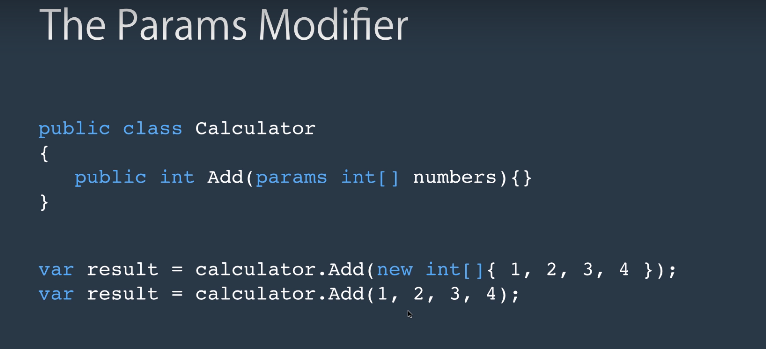 The Params Modifier
public class Calculator
{
public int Add(params int[] numbers){}
}
var result = calculator.Add(new int[]{ 1, 2, 3, 4 });
var result = calculator.Add(1, 2, 3, 4);